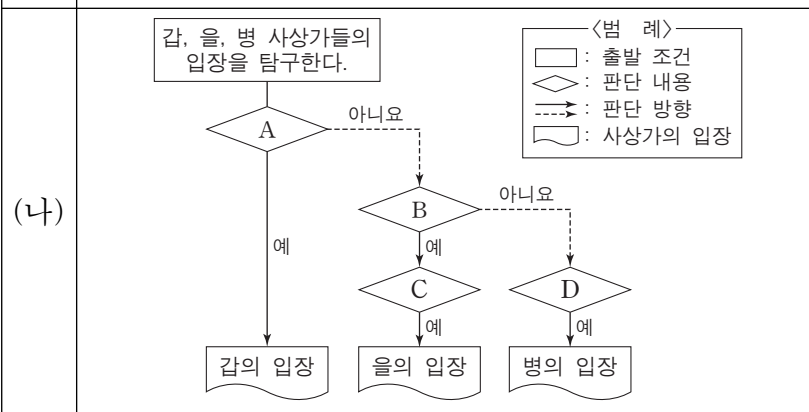 (나)
갑, 을, 병 사상가들의
입장을 탐구한다.
〈범 례〉
: 출발 조건
: 판단 내용
: 판단 방향
: 사상가의 입장
A
아니요
B
아니요
예
예
C
D
예
예
갑의 입장
을의 입장
병의 입장